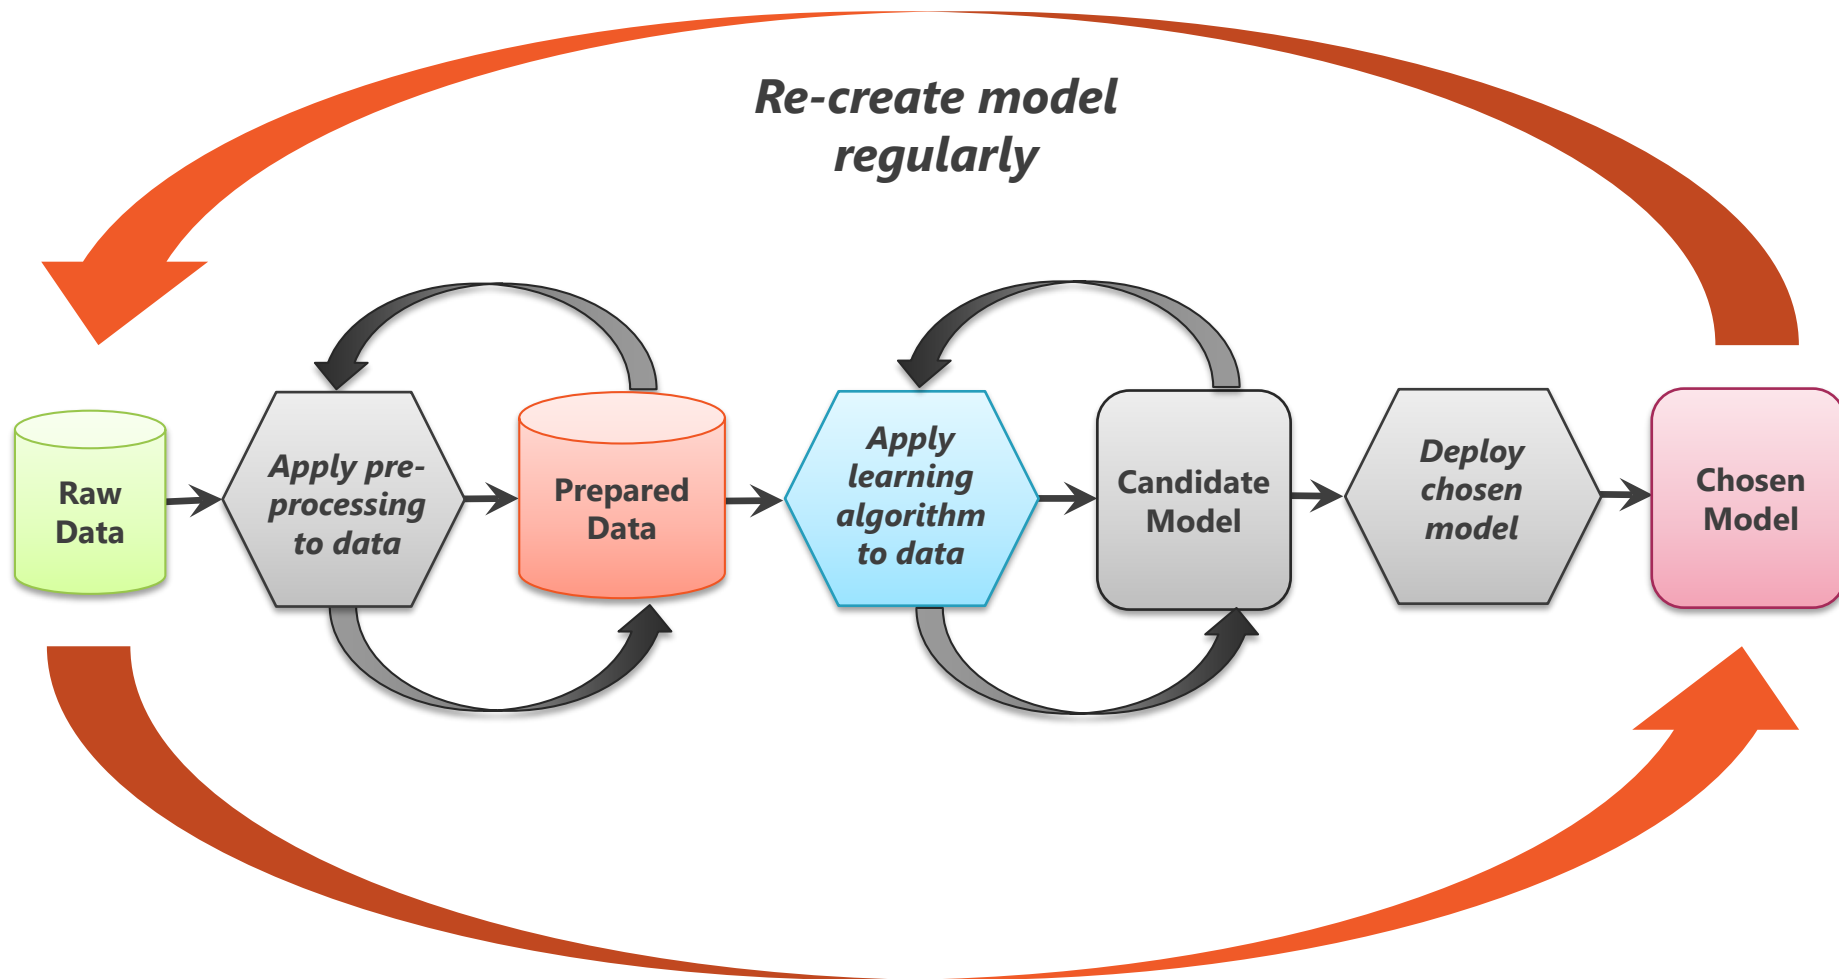 Re-create model
regularly
Raw
Data
Apply pre-
processing
to data
Prepared
Data
Apply
learning
algorithm
to data
Candidate
Model
Deploy
chosen
model
Chosen
Model